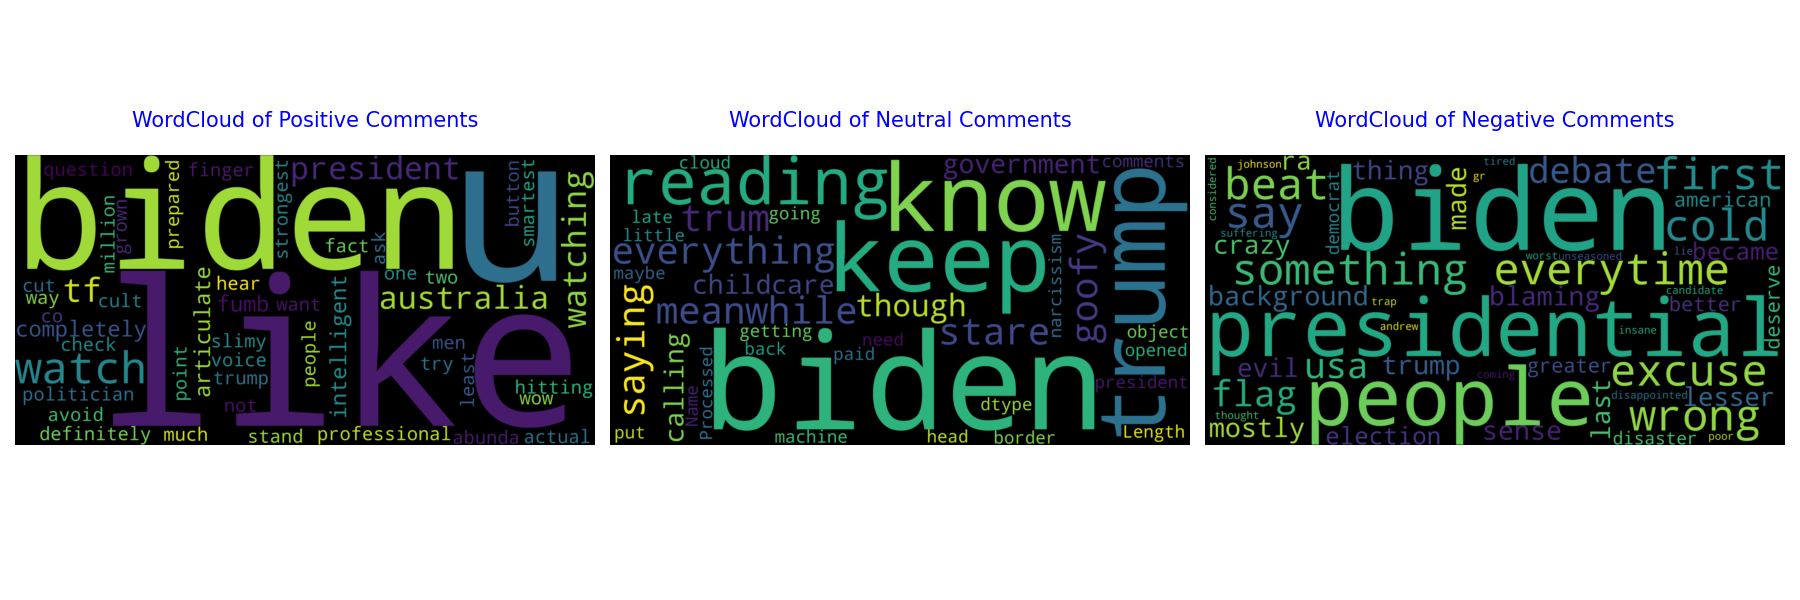 WordCloud of Positive Comments
question
finger
president
biden
u
prepared
strongest
button
smartest
watching
million
grown
fact
ask
one
two
cut
way
tf
cult
hear
articulate
fumb
want
intelligent
australia
co
completely
check
like
watch
politician
point
slimy
voice
trump
people
men
try
least
hitting
wow
avoid
not
definitely
much
stand
professional
abunda
actual
WordCloud of Neutral Comments
cloud
government
comments
reading
know
trump
late
trum
going
little
everything
keep
maybe
childcare
narcissism
goofy
saying
meanwhile
though
stare
getting
need
object
back
paid
opened
calling
biden
Processed
Name
president
dtype
put
machine
head
border
Length
WordCloud of Negative Comments
considered
johnson
ra
thing
tired
debate
first
beat
biden
gr
made
american
say
democrat
cold
suffering
crazy
worst
unseasoned
lie
became
something
everytime
background
trap
blaming
candidate
better
deserve
presidential
andrew
insane
evil
usa
trump
coming
greater
excuse
flag
people
last
disappointed
lesser
thought
wrong
mostly
election
sense
disaster
poor